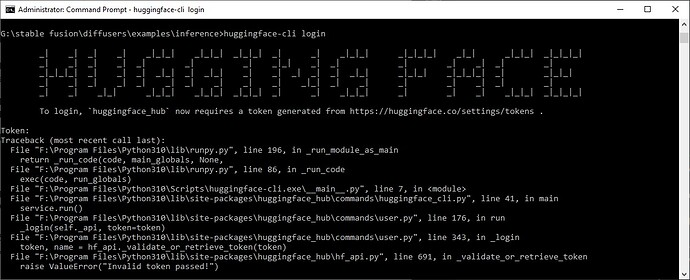 Administrator: Command Prompt - huggingface-cli login
G:\stable fusion\diffusers\examples\inference>huggingface-cli login
HUGGING FACE
To login, `huggingface_hub` now requires a token generated from https://huggingface.co/settings/tokens .
Token:
Traceback (most recent call last):
File "F:\Program Files\Python310\lib\runpy.py", line 196, in _run_module_as_main
return _run_code(code, main_globals, None,
File "F:\Program Files\Python310\lib\runpy.py", line 86, in _run_code
exec(code, run_globals)
File "F:\Program Files\Python310\Scripts\huggingface-cli.exe\__main__.py", line 7, in <module>
File "F:\Program Files\Python310\lib\site-packages\huggingface_hub\commands\huggingface_cli.py", line 41, in main
service.run()
File "F:\Program Files\Python310\lib\site-packages\huggingface_hub\commands\user.py", line 176, in run
_login(self._api, token=token)
File "F:\Program Files\Python310\lib\site-packages\huggingface_hub\commands\user.py", line 343, in _login
token, name = hf_api._validate_or_retrieve_token(token)
File "F:\Program Files\Python310\lib\site-packages\huggingface_hub\hf_api.py", line 691, in _validate_or_retrieve_token
raise ValueError("Invalid token passed!")